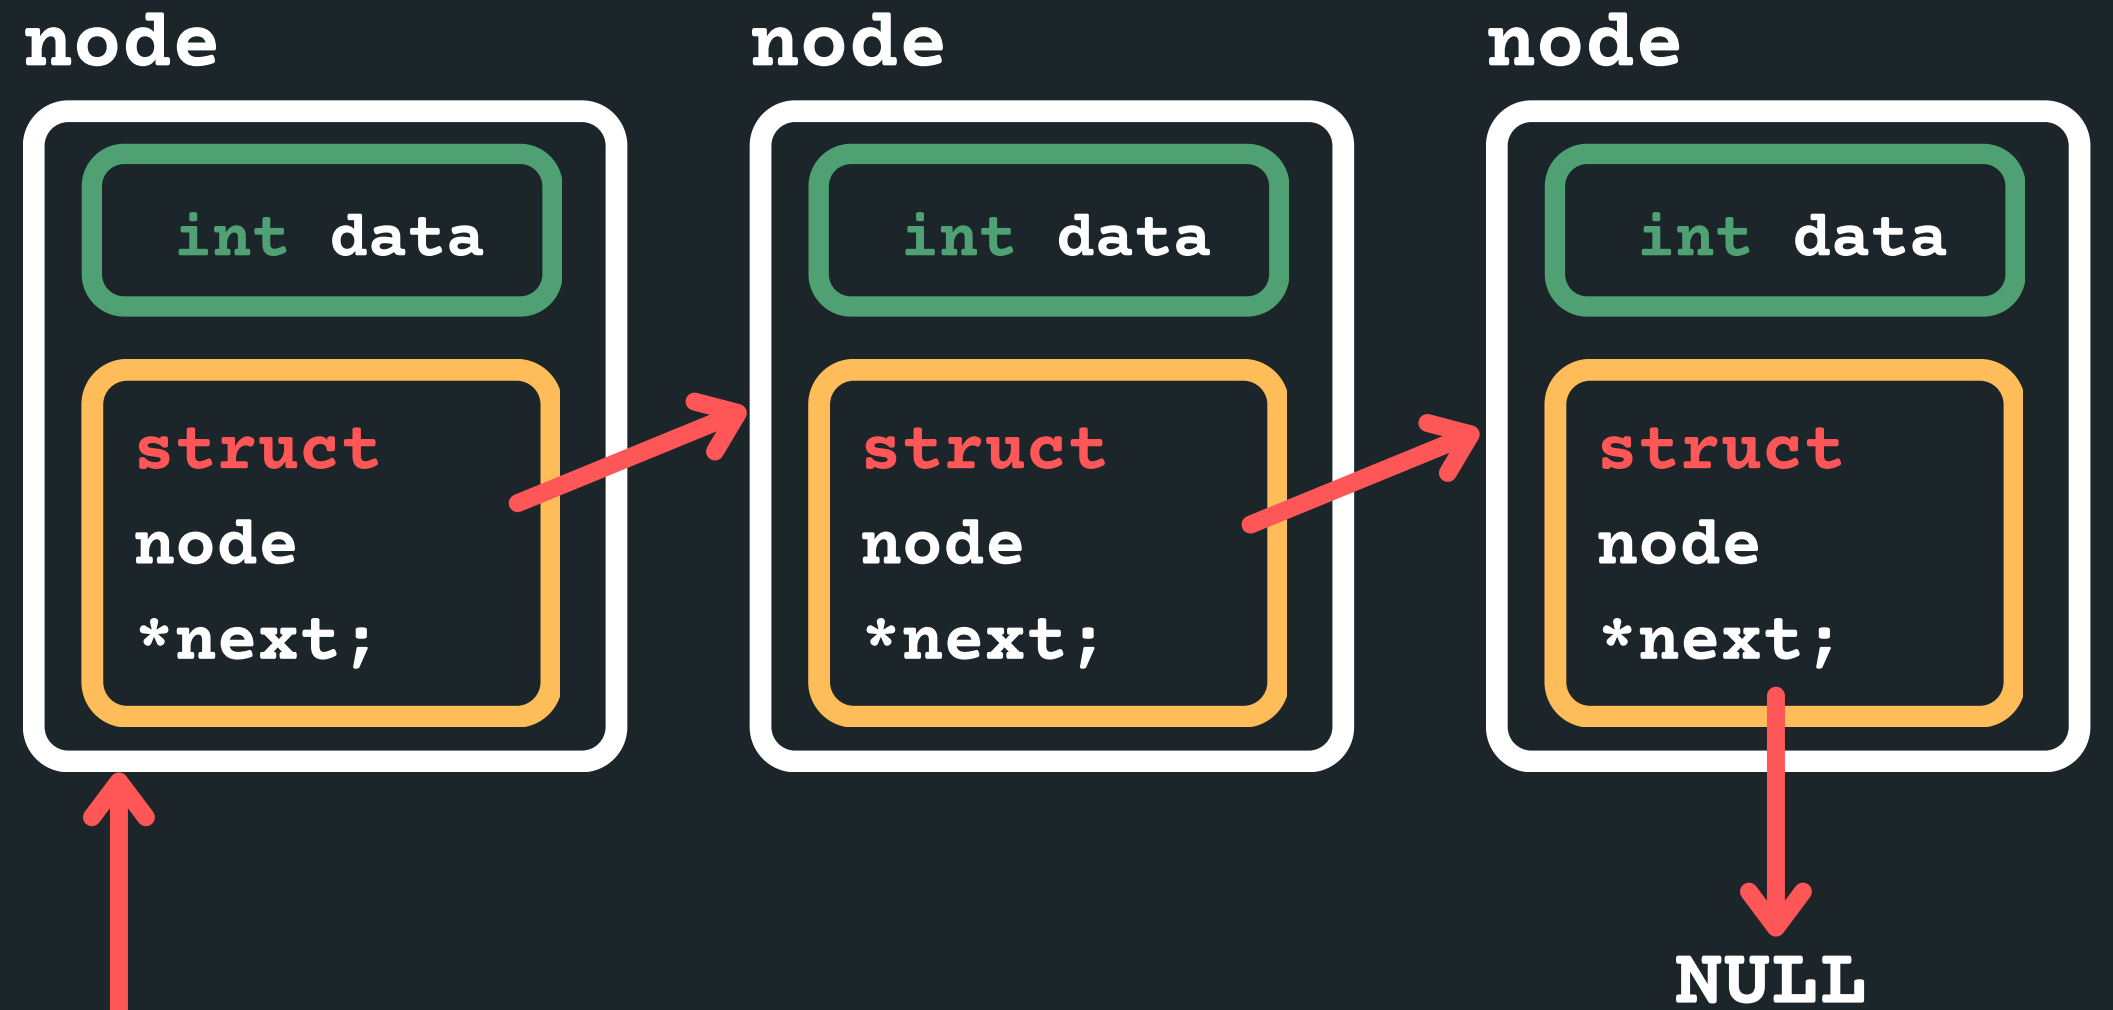 node
int data
struct
node
*next;
node
int data
struct
node
*next;
node
int data
struct
node
*next;
NULL